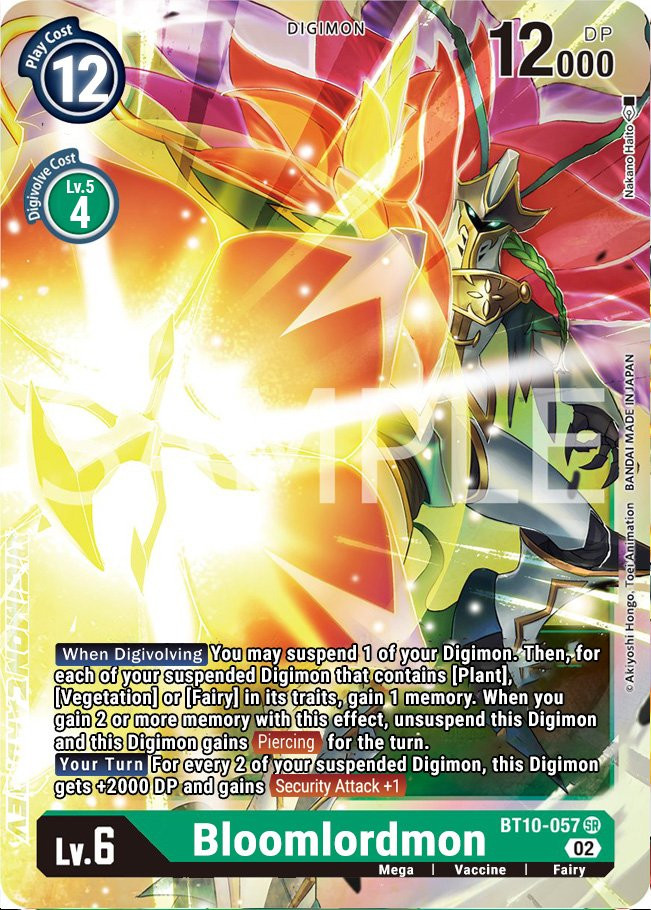 DIGIMON
Play Cost
12
DP
12000
Digivolve Cost
Lv.5
4
Nakano Haito
SAMPLE
©Akiyoshi Hongo, Toei Animation BANDAI MADE IN JAPAN
When Digivolving You may suspend 1 of your Digimon. Then, for
each of your suspended Digimon that contains [Plant],
[Vegetation] or [Fairy] in its traits, gain 1 memory. When you
gain 2 or more memory with this effect, unsuspend this Digimon
and this Digimon gains Piercing for the turn.
Your Turn For every 2 of your suspended Digimon, this Digimon
gets +2000 DP and gains Security Attack +1
Lv.6
Bloomlordmon
BT10-057 SR
02
Mega | Vaccine | Fairy